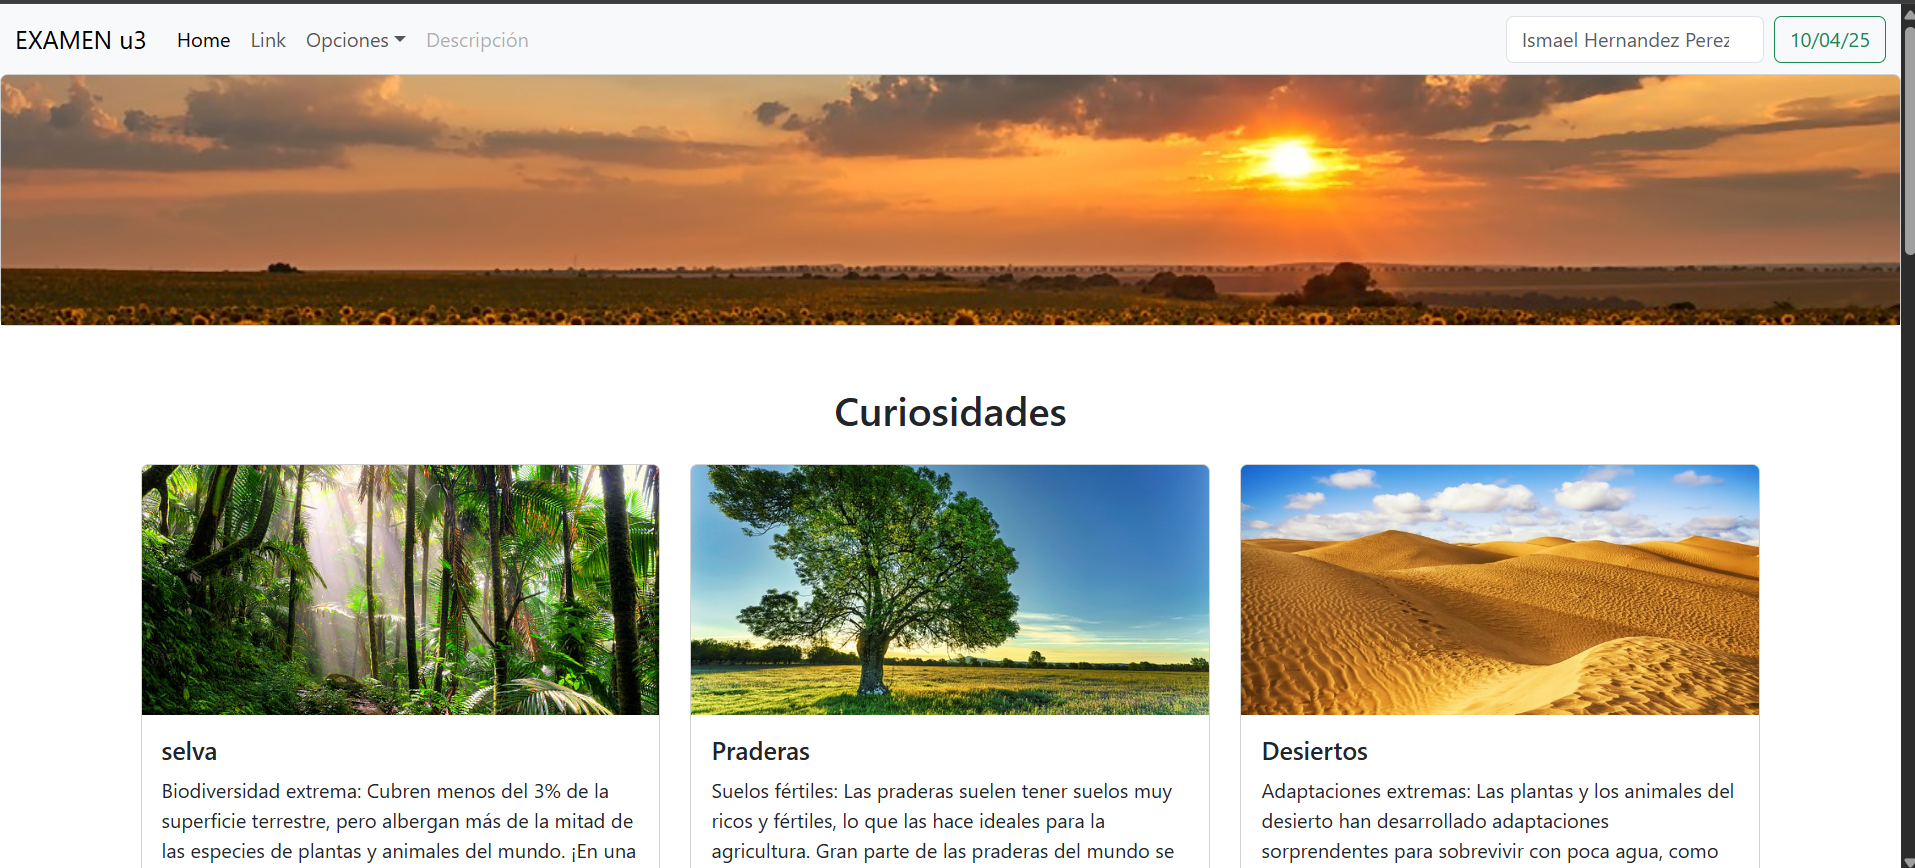 EXAMEN u3 Home Link Opciones Descripción Ismael Hernandez Perez 10/04/25
Curiosidades
selva
Biodiversidad extrema: Cubren menos del 3% de la
superficie terrestre, pero albergan más de la mitad de
las especies de plantas y animales del mundo. ¡En una
Praderas
Suelos fértiles: Las praderas suelen tener suelos muy
ricos y fértiles, lo que las hace ideales para la
agricultura. Gran parte de las praderas del mundo se
Desiertos
Adaptaciones extremas: Las plantas y los animales del
desierto han desarrollado adaptaciones
sorprendentes para sobrevivir con poca agua, como